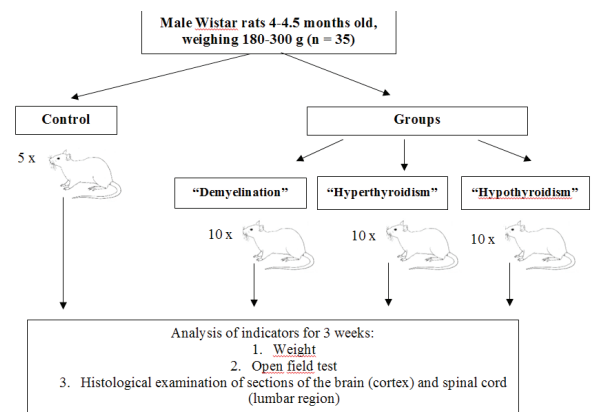 Male Wistar rats 4-4.5 months old,
weighing 180-300 g (n = 35)
Control
Groups
5 x
"Demyelination"
"Hyperthyroidism"
"Hypothyroidism"
10 x
10 x
10 x
Analysis of indicators for 3 weeks:
1. Weight
2. Open field test
3. Histological examination of sections of the brain (cortex) and spinal cord
(lumbar region)